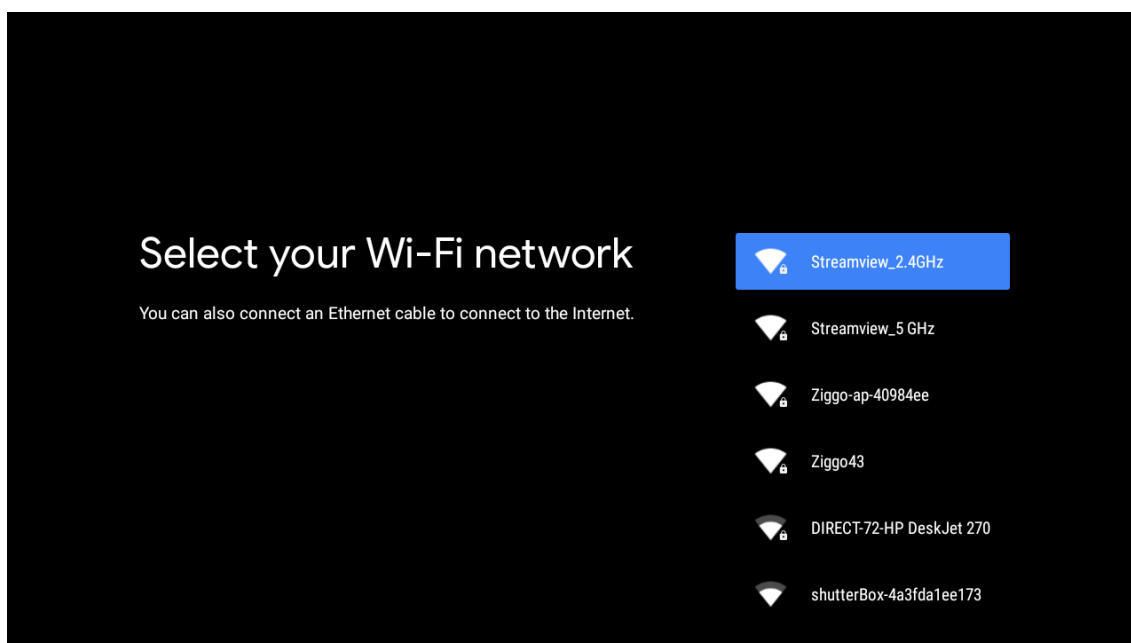 Select your Wi-Fi network
You can also connect an Ethernet cable to connect to the Internet.
Streamview_2.4GHz
Streamview_5 GHz
Ziggo-ap-40984ee
Ziggo43
DIRECT-72-HP DeskJet 270
shutterBox-4a3fda1ee173